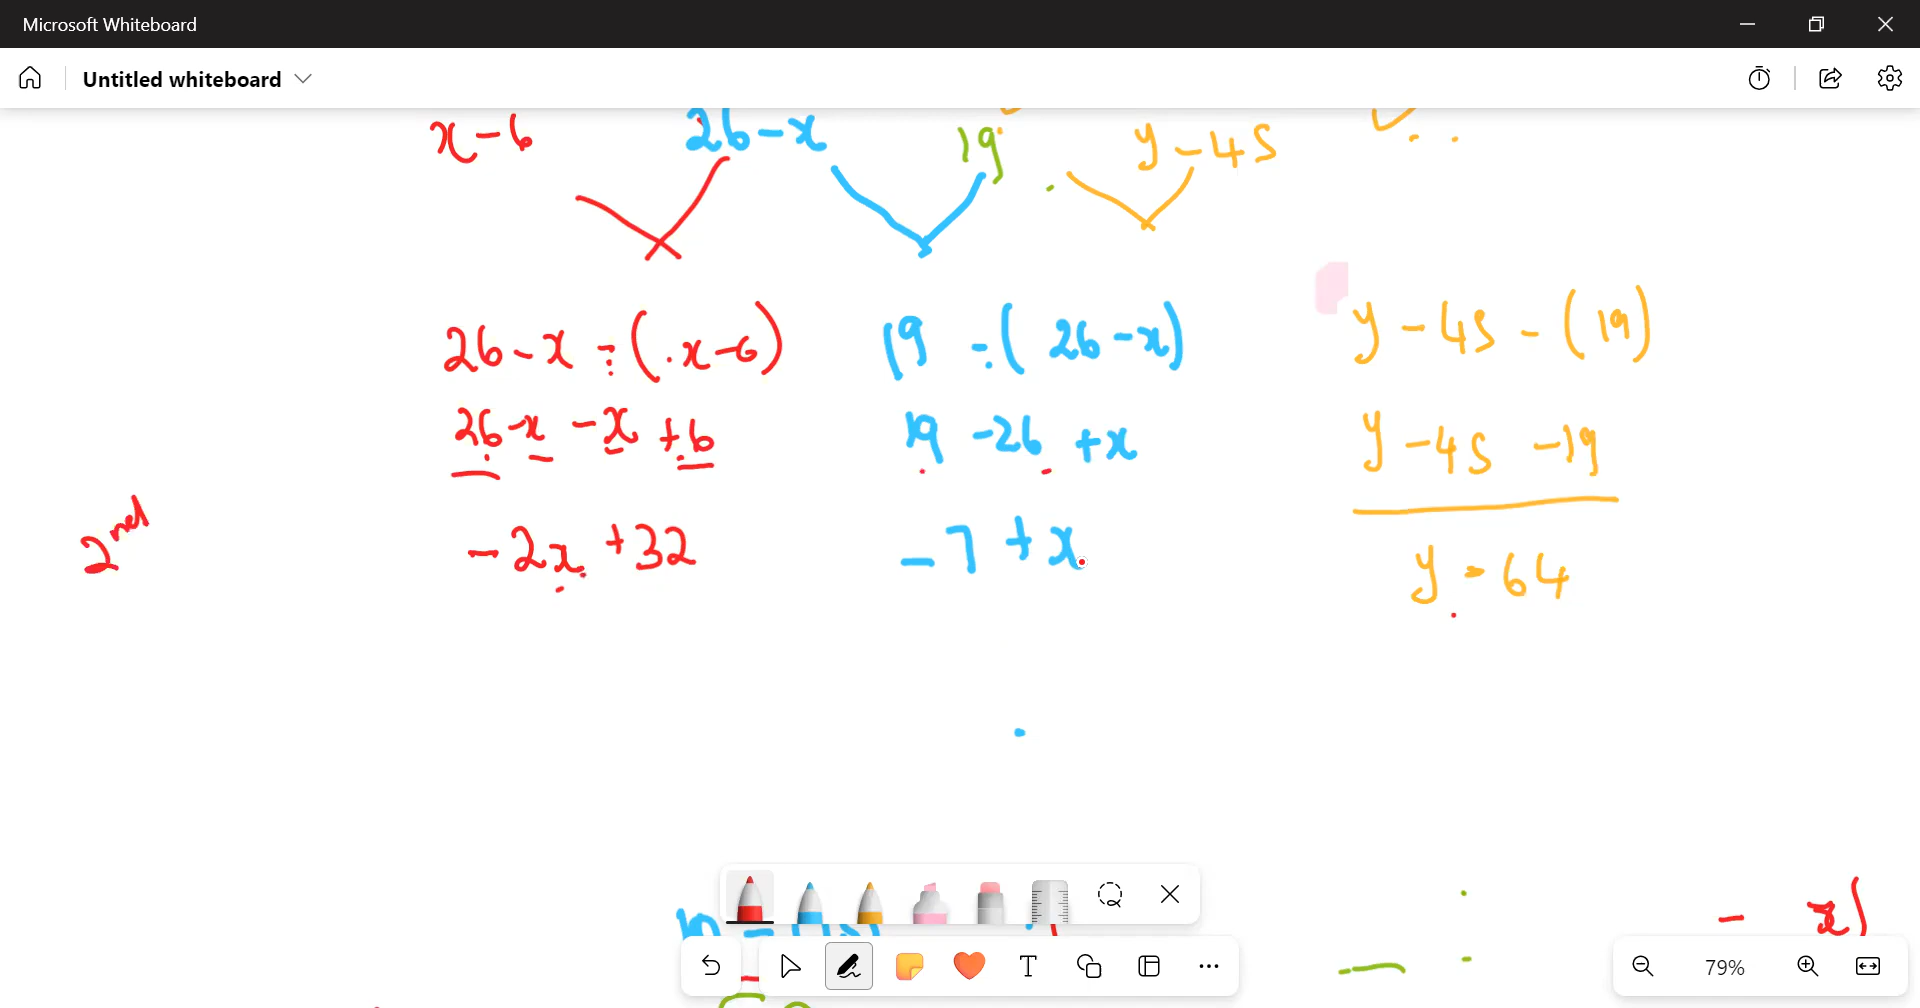 Microsoft Whiteboard
Untitled whiteboard
x - 6 26 - x 19 y - 45
26 - x - (x - 6) 19 - (26 - x) y - 45 - (19)
26 - x - x + 6 19 - 26 + x y - 45 - 19
2nd - 2x + 32 - 7 + x y - 64
- x
79%